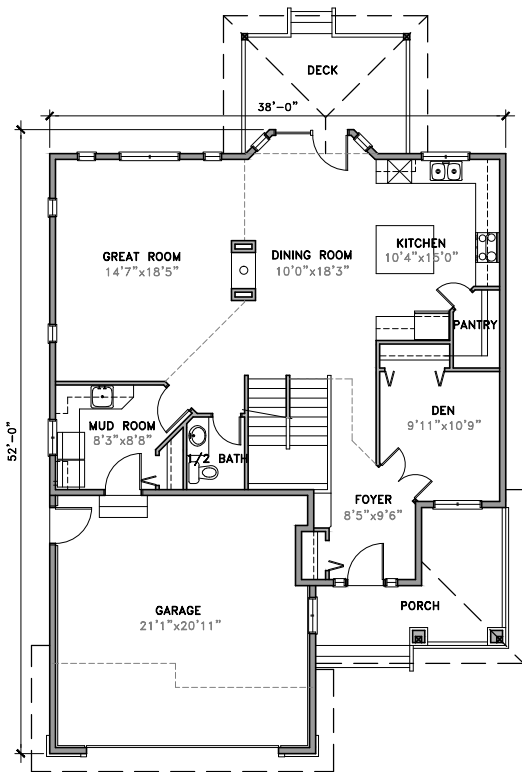 DECK
38'-0"
GREAT ROOM
14'7"x18'5"
DINING ROOM
10'0"x18'3"
KITCHEN
10'4"x15'0"
PANTRY
52'-0"
MUD ROOM
8'3"x8'8"
DEN
9'11"x10'9"
1/2 BATH
FOYER
8'5"x9'6"
GARAGE
21'1"x20'11"
PORCH